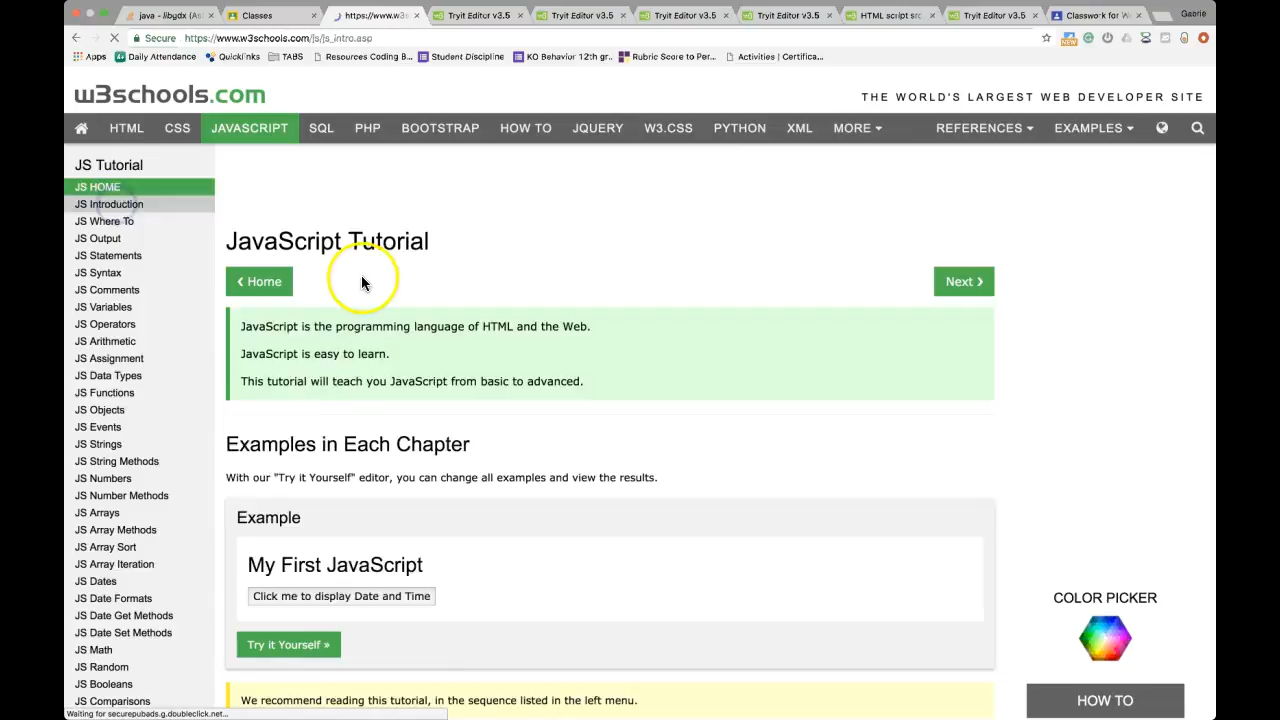 java - libgdx (As
Classes
https://www.w3s
Tryit Editor v3.5
Tryit Editor v3.5
Tryit Editor v3.5
Tryit Editor v3.5
HTML script src
Tryit Editor v3.5
Classwork for W
Gabrie
Secure
https://www.w3schools.com/js/js_intro.asp
Apps
Daily Attendance
Quicklinks
TABS
Resources Coding B...
Student Discipline
KO Behavior 12th gr..
Rubric Score to Per...
Activities | Certifica...
w3schools.com
THE WORLD'S LARGEST WEB DEVELOPER SITE
HTML CSS JAVASCRIPT SQL PHP BOOTSTRAP HOW TO JQUERY W3.CSS PYTHON XML MORE REFERENCES EXAMPLES
JS Tutorial
JS HOME
JS Introduction
JS Where To
JS Output
JS Statements
JS Syntax
JS Comments
JS Variables
JS Operators
JS Arithmetic
JS Assignment
JS Data Types
JS Functions
JS Objects
JS Events
JS Strings
JS String Methods
JS Numbers
JS Number Methods
JS Arrays
JS Array Methods
JS Array Sort
JS Array Iteration
JS Dates
JS Date Formats
JS Date Get Methods
JS Date Set Methods
JS Math
JS Random
JS Booleans
JS Comparisons
Waiting for securepubads.g.doubleclick.net...
JavaScript Tutorial
❮ Home
Next ❯
JavaScript is the programming language of HTML and the Web.
JavaScript is easy to learn.
This tutorial will teach you JavaScript from basic to advanced.
Examples in Each Chapter
With our "Try it Yourself" editor, you can change all examples and view the results.
Example
My First JavaScript
Click me to display Date and Time
Try it Yourself »
We recommend reading this tutorial, in the sequence listed in the left menu.
COLOR PICKER
HOW TO